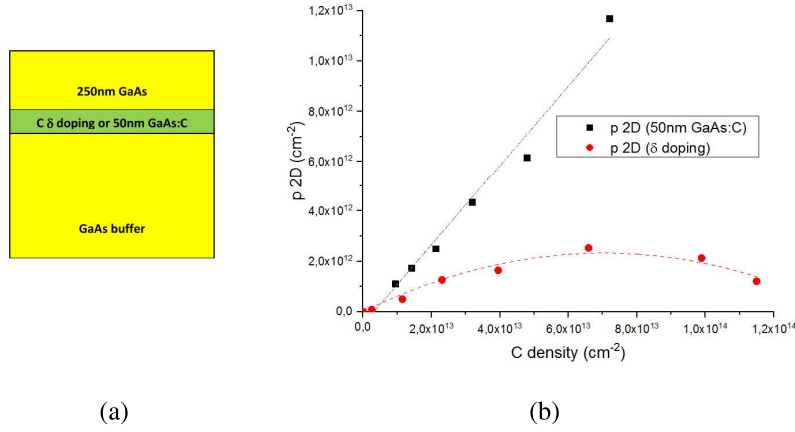 250nm GaAs
C δ doping or 50nm GaAs:C
GaAs buffer
(a)
p 2D (cm⁻²)
1,2x10¹³
1,2x10¹³
1,0x10¹³
8,0x10¹²
6,0x10¹²
4,0x10¹²
2,0x10¹²
0,0
p 2D (50nm GaAs:C)
p 2D (δ doping)
0,0
2,0x10¹³
4,0x10¹³
6,0x10¹³
8,0x10¹³
1,0x10¹⁴
1,2x10¹⁴
C density (cm⁻²)
(b)